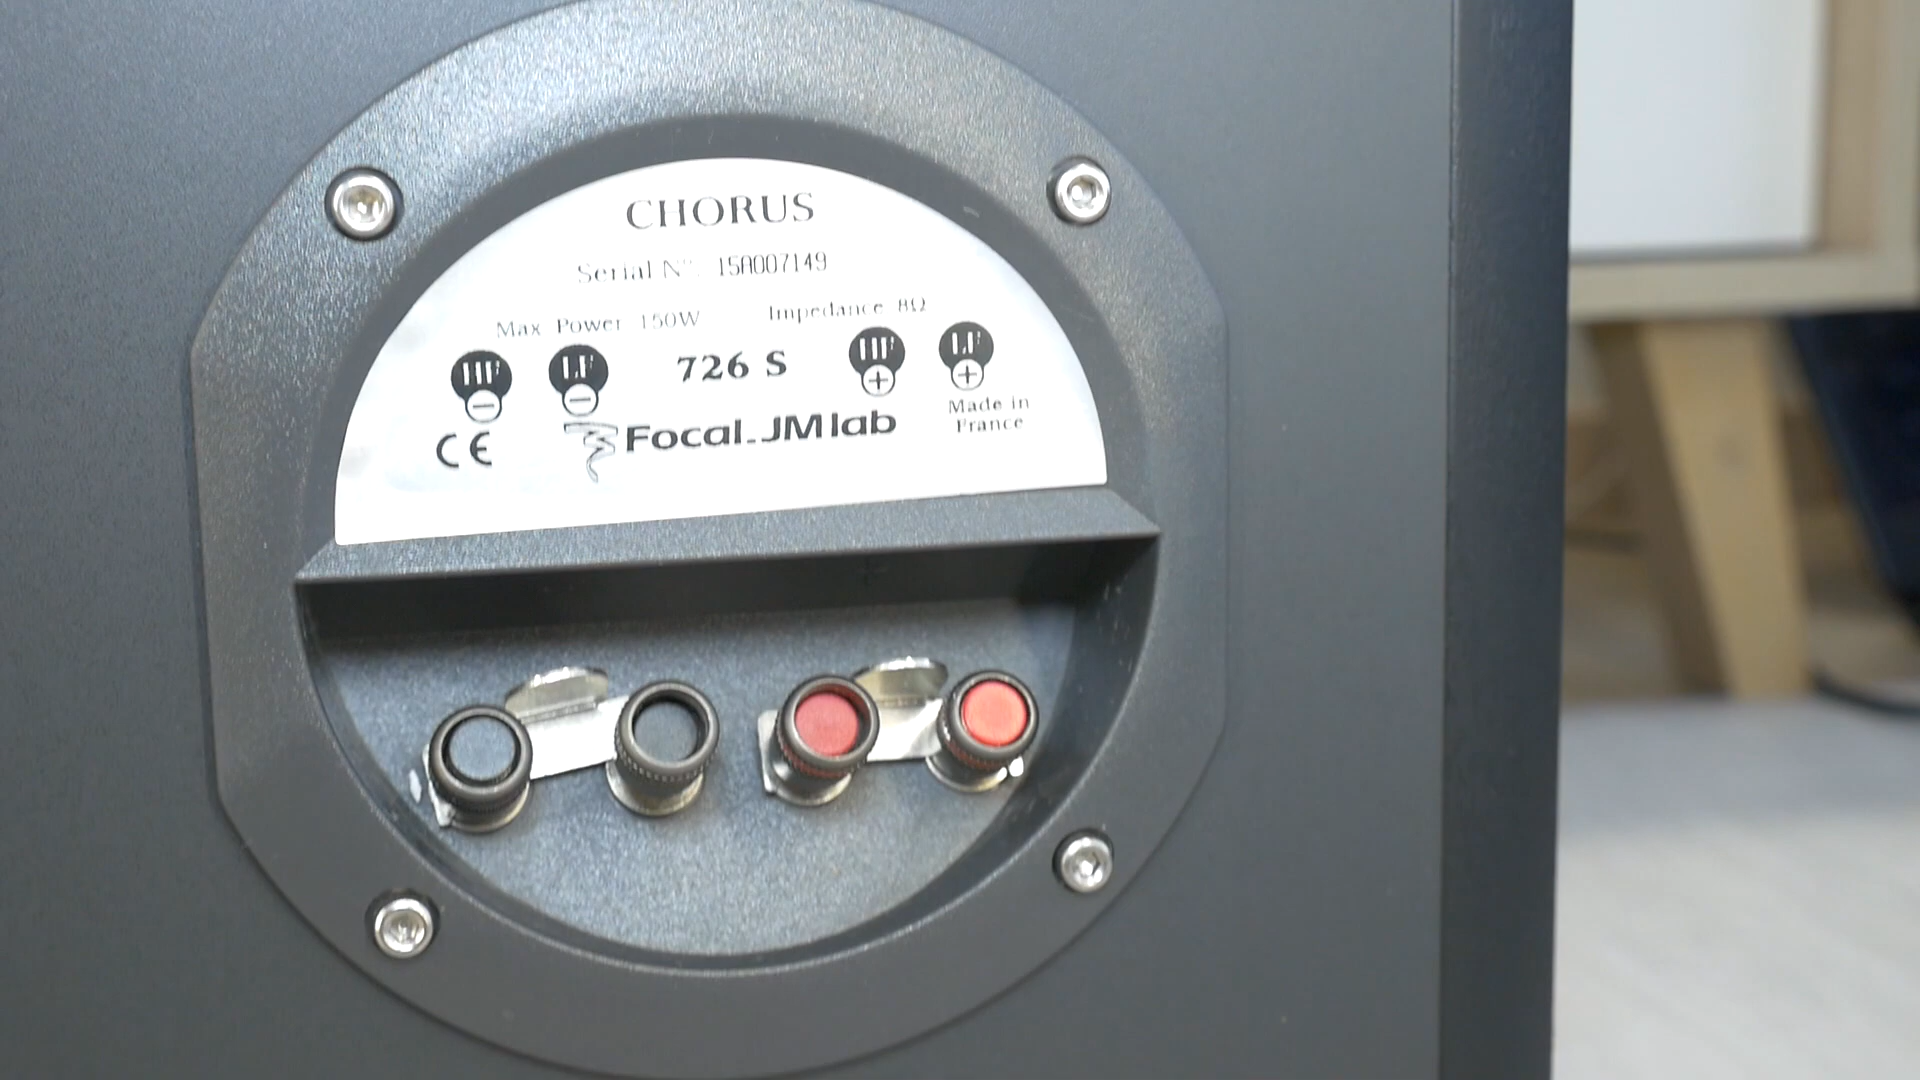 CHORUS
Serial N° 15A007149
Max Power 150W Impedance 8Ω
HF LF 726 S HF LF
− − + +
CE Focal-JMlab Made in
France